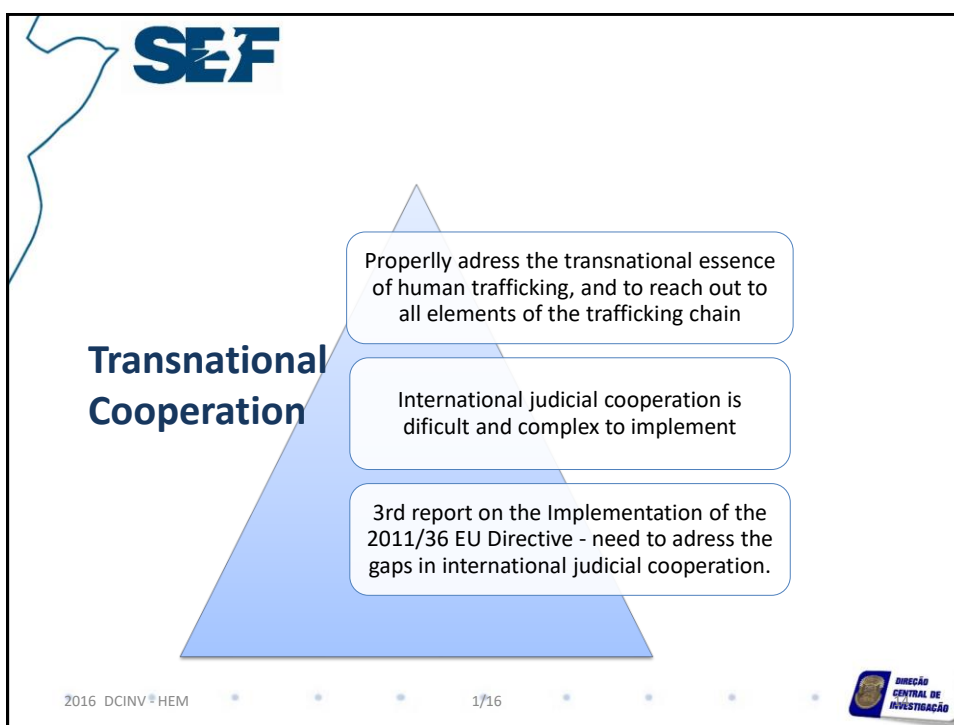 SEF
Properlly adress the transnational essence
of human trafficking, and to reach out to
all elements of the trafficking chain
Transnational
Cooperation
International judicial cooperation is
dificult and complex to implement
3rd report on the Implementation of the
2011/36 EU Directive - need to adress the
gaps in international judicial cooperation.
2016 DCINV - HEM
1/16
DIREÇÃO
CENTRAL DE
INVESTIGAÇÃO